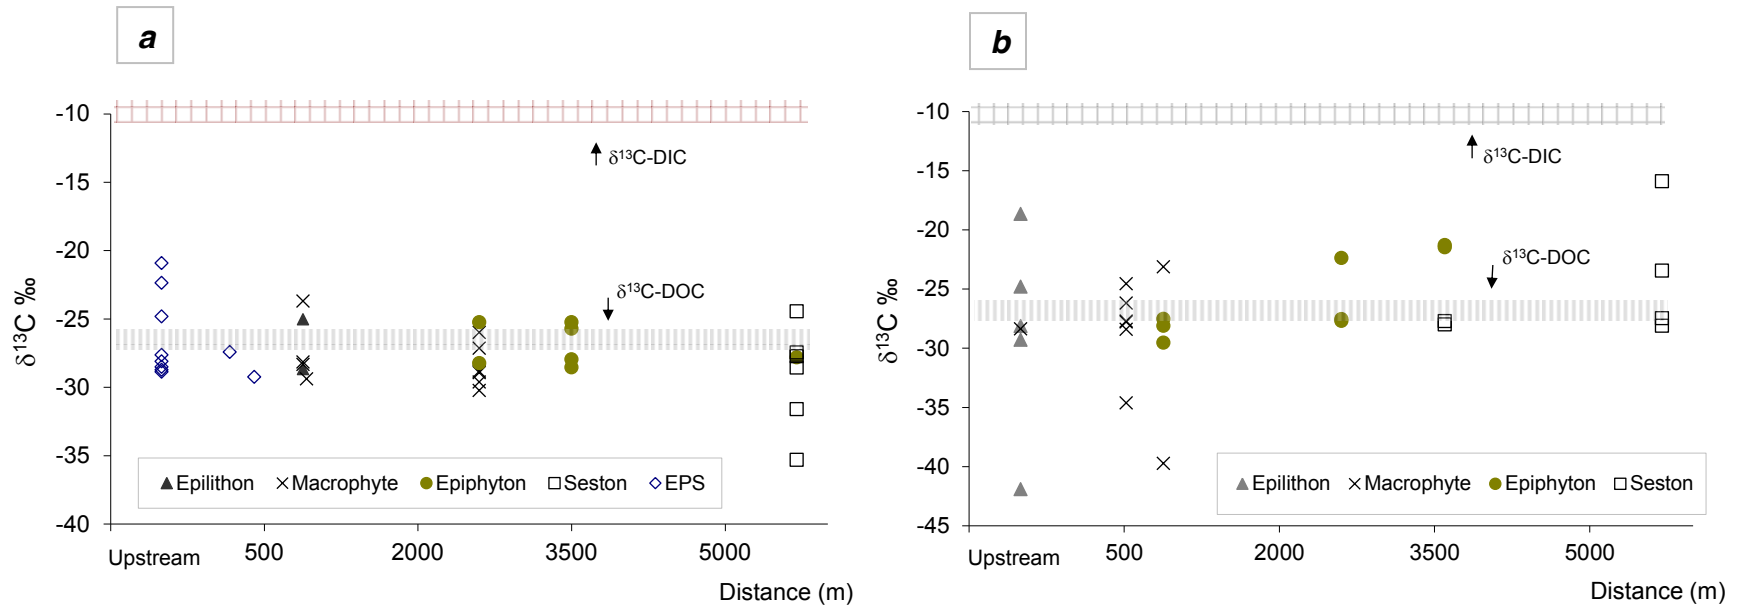 a
-10
-15
-20
-25
-30
-35
-40
δ13C ‰
δ13C-DIC
δ13C-DOC
Epilithon Macrophyte Epiphyton Seston EPS
Upstream 500 2000 3500 5000
Distance (m)
b
-10
-15
-20
-25
-30
-35
-40
-45
δ13C ‰
δ13C-DIC
δ13C-DOC
Epilithon Macrophyte Epiphyton Seston
Upstream 500 2000 3500 5000
Distance (m)